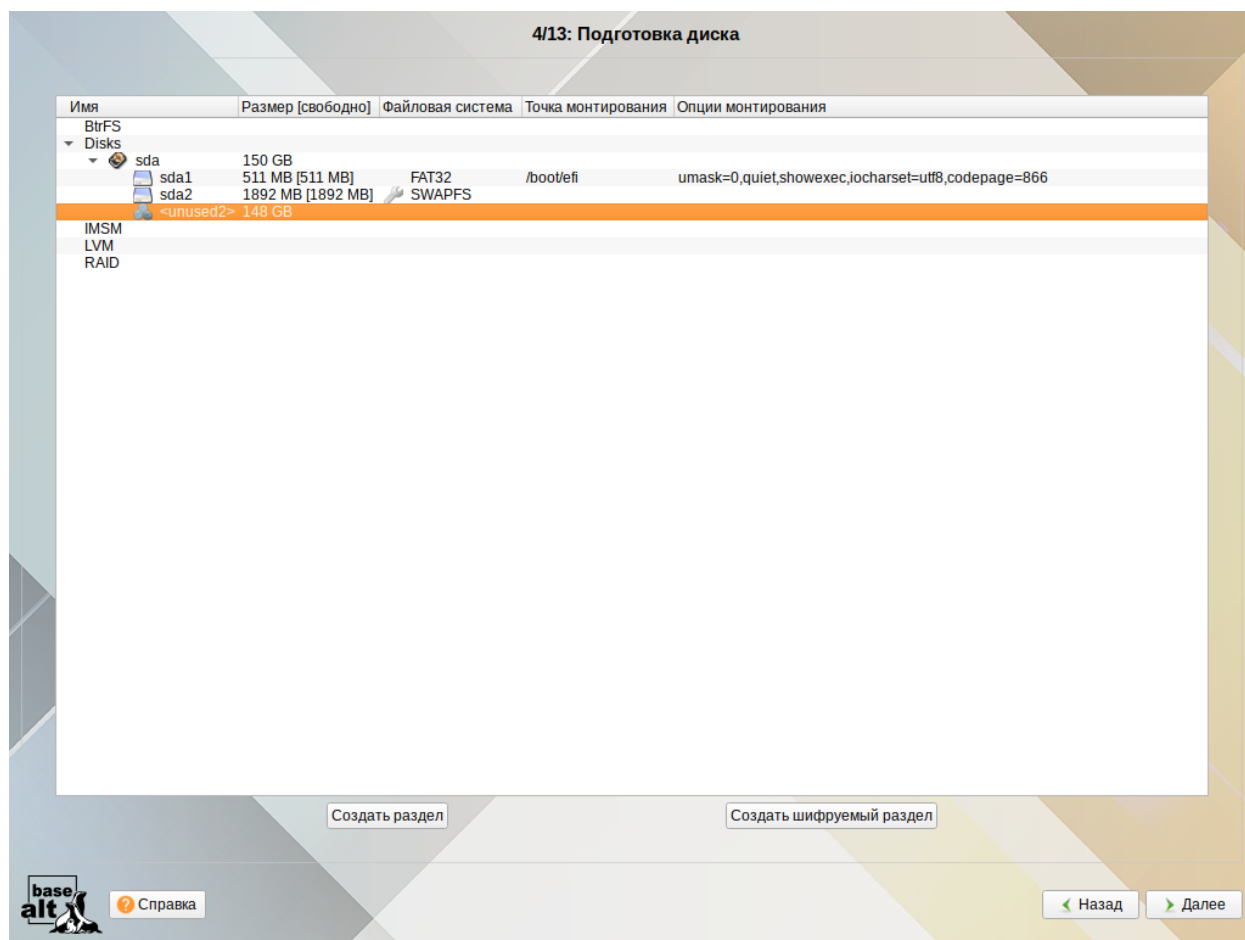 4/13: Подготовка диска
Имя Размер [свободно] Файловая система Точка монтирования Опции монтирования
BtrFS
Disks
sda 150 GB
sda1 511 MB [511 MB] FAT32 /boot/efi umask=0,quiet,showexec,iocharset=utf8,codepage=866
sda2 1892 MB [1892 MB] SWAPFS
<unused2> 148 GB
IMSM
LVM
RAID
Создать раздел Создать шифруемый раздел
base alt Справка Назад Далее